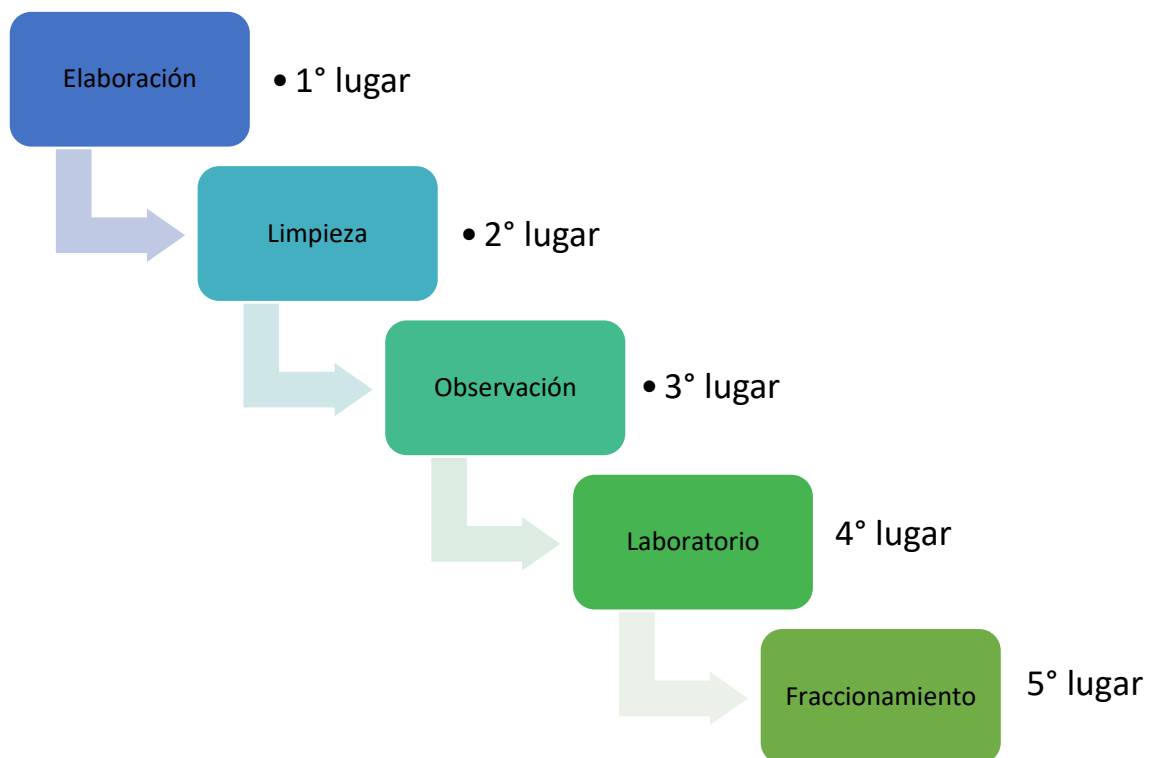 Elaboración
• 1° lugar
Limpieza
• 2° lugar
Observación
• 3° lugar
Laboratorio
4° lugar
Fraccionamiento
5° lugar